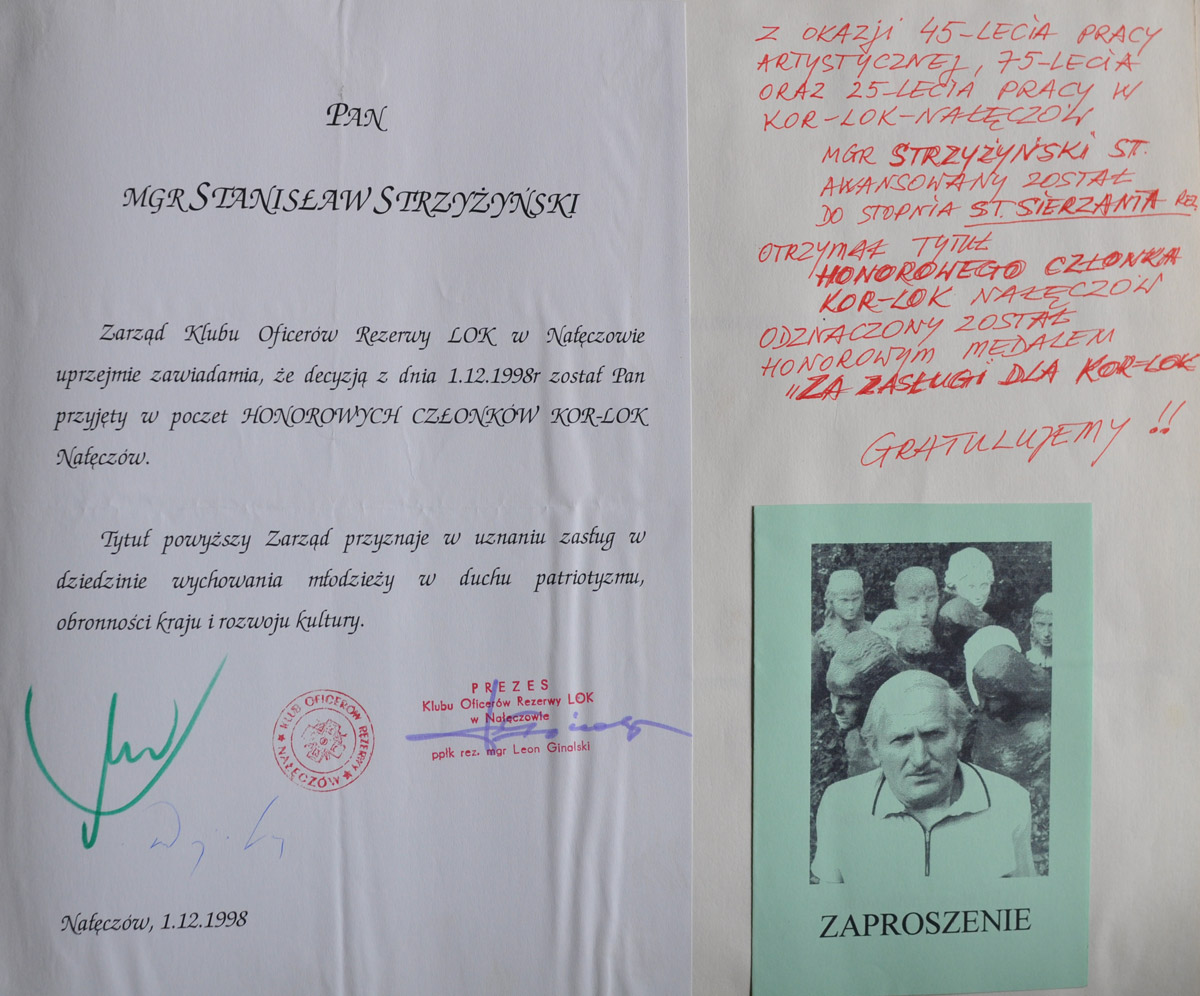 PAN
MGR STANISŁAW STRZYŻYŃSKI
Zarząd Klubu Oficerów Rezerwy LOK w Nałęczowie
uprzejmie zawiadamia, że decyzją z dnia 1.12.1998r został Pan
przyjęty w poczet HONOROWYCH CZŁONKÓW KOR-LOK
Nałęczów.
Tytuł powyższy Zarząd przyznaje w uznaniu zasług w
dziedzinie wychowania młodzieży w duchu patriotyzmu,
obronności kraju i rozwoju kultury.
KLUB OFICERÓW REZERWY
NAŁĘCZÓW
PREZES
Klubu Oficerów Rezerwy LOK
w Nałęczowie
ppłk rez. mgr Leon Ginalski
Nałęczów, 1.12.1998
Z OKAZJI 45-LECIA PRACY
ARTYSTYCZNEJ, 75-LECIA
ORAZ 25-LECIA PRACY W
KOR-LOK-NAŁĘCZÓW
MGR STRZYŻYŃSKI ST.
AWANSOWANY ZOSTAŁ
DO STOPNIA ST. SIERŻANTA REZ
OTRZYMAŁ TYTUŁ
HONOROWEGO CZŁONKA
KOR-LOK NAŁĘCZÓW
ODZNACZONY ZOSTAŁ
HONOROWYM MEDALEM
"ZA ZASŁUGI DLA KOR-LOK
GRATULUJEMY !!
ZAPROSZENIE